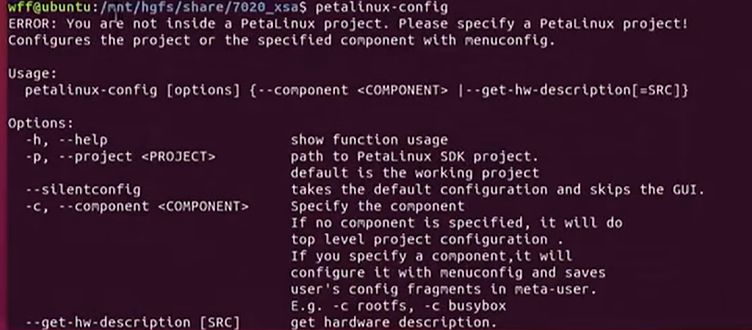 wff@ubuntu:/mnt/hgfs/share/7020_xsa$ petalinux-config
ERROR: You are not inside a PetaLinux project. Please specify a PetaLinux project!
Configures the project or the specified component with menuconfig.
Usage:
petalinux-config [options] {--component <COMPONENT> |--get-hw-description[=SRC]}
Options:
-h, --help show function usage
-p, --project <PROJECT> path to PetaLinux SDK project.
default is the working project
--silentconfig takes the default configuration and skips the GUI.
-c, --component <COMPONENT> Specify the component
If no component is specified, it will do
top level project configuration .
If you specify a component,it will
configure it with menuconfig and saves
user's config fragments in meta-user.
E.g. -c rootfs, -c busybox
--get-hw-description [SRC] get hardware description.